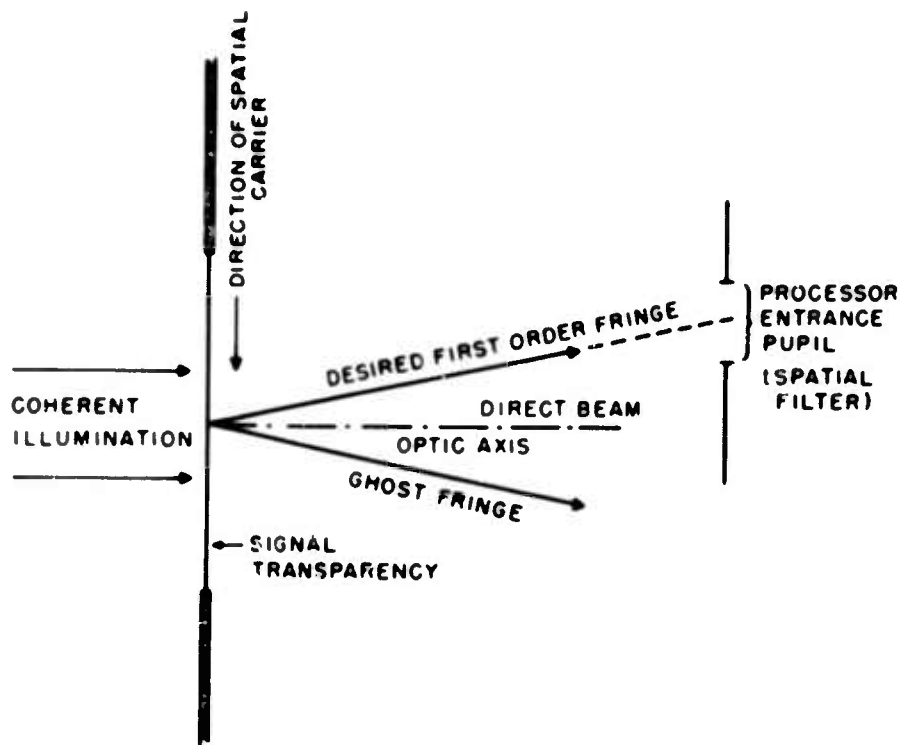 DIRECTION OF SPATIAL
CARRIER
DESIRED FIRST ORDER FRINGE
PROCESSOR
ENTRANCE
PUPIL
(SPATIAL
FILTER)
COHERENT
ILLUMINATION
DIRECT BEAM
OPTIC AXIS
GHOST FRINGE
SIGNAL
TRANSPARENCY